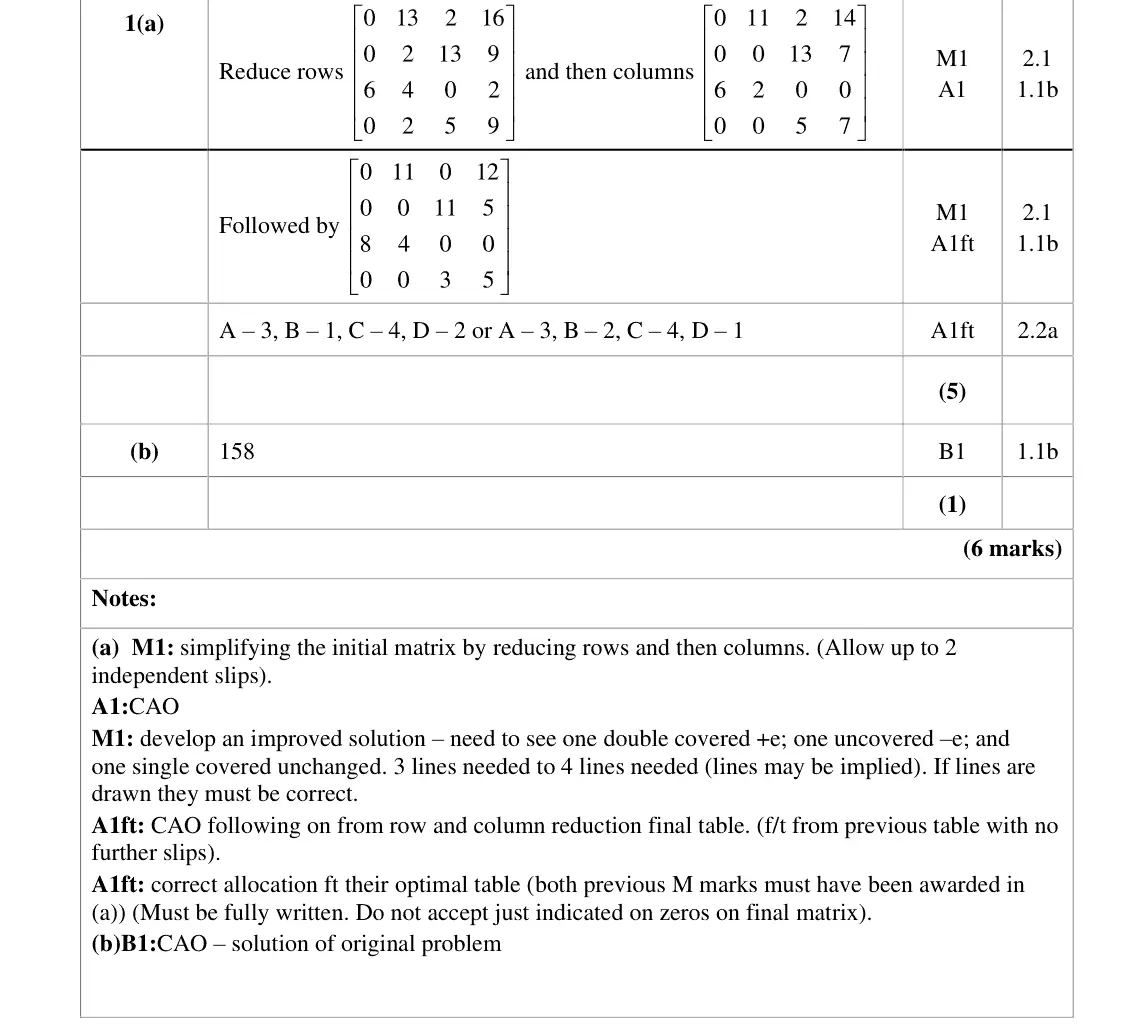 1(a)
Reduce rows
0 13 2 16
0 2 13 9
6 4 0 2
0 2 5 9
and then columns
0 11 2 14
0 0 13 7
6 2 0 0
0 0 5 7
M1 2.1
A1 1.1b
Followed by
0 11 0 12
0 0 11 5
8 4 0 0
0 0 3 5
M1 2.1
A1ft 1.1b
A – 3, B – 1, C – 4, D – 2 or A – 3, B – 2, C – 4, D – 1 A1ft 2.2a
(5)
(b) 158 B1 1.1b
(1)
(6 marks)
Notes:
(a) M1: simplifying the initial matrix by reducing rows and then columns. (Allow up to 2
independent slips).
A1:CAO
M1: develop an improved solution – need to see one double covered +e; one uncovered –e; and
one single covered unchanged. 3 lines needed to 4 lines needed (lines may be implied). If lines are
drawn they must be correct.
A1ft: CAO following on from row and column reduction final table. (f/t from previous table with no
further slips).
A1ft: correct allocation ft their optimal table (both previous M marks must have been awarded in
(a)) (Must be fully written. Do not accept just indicated on zeros on final matrix).
(b)B1:CAO – solution of original problem